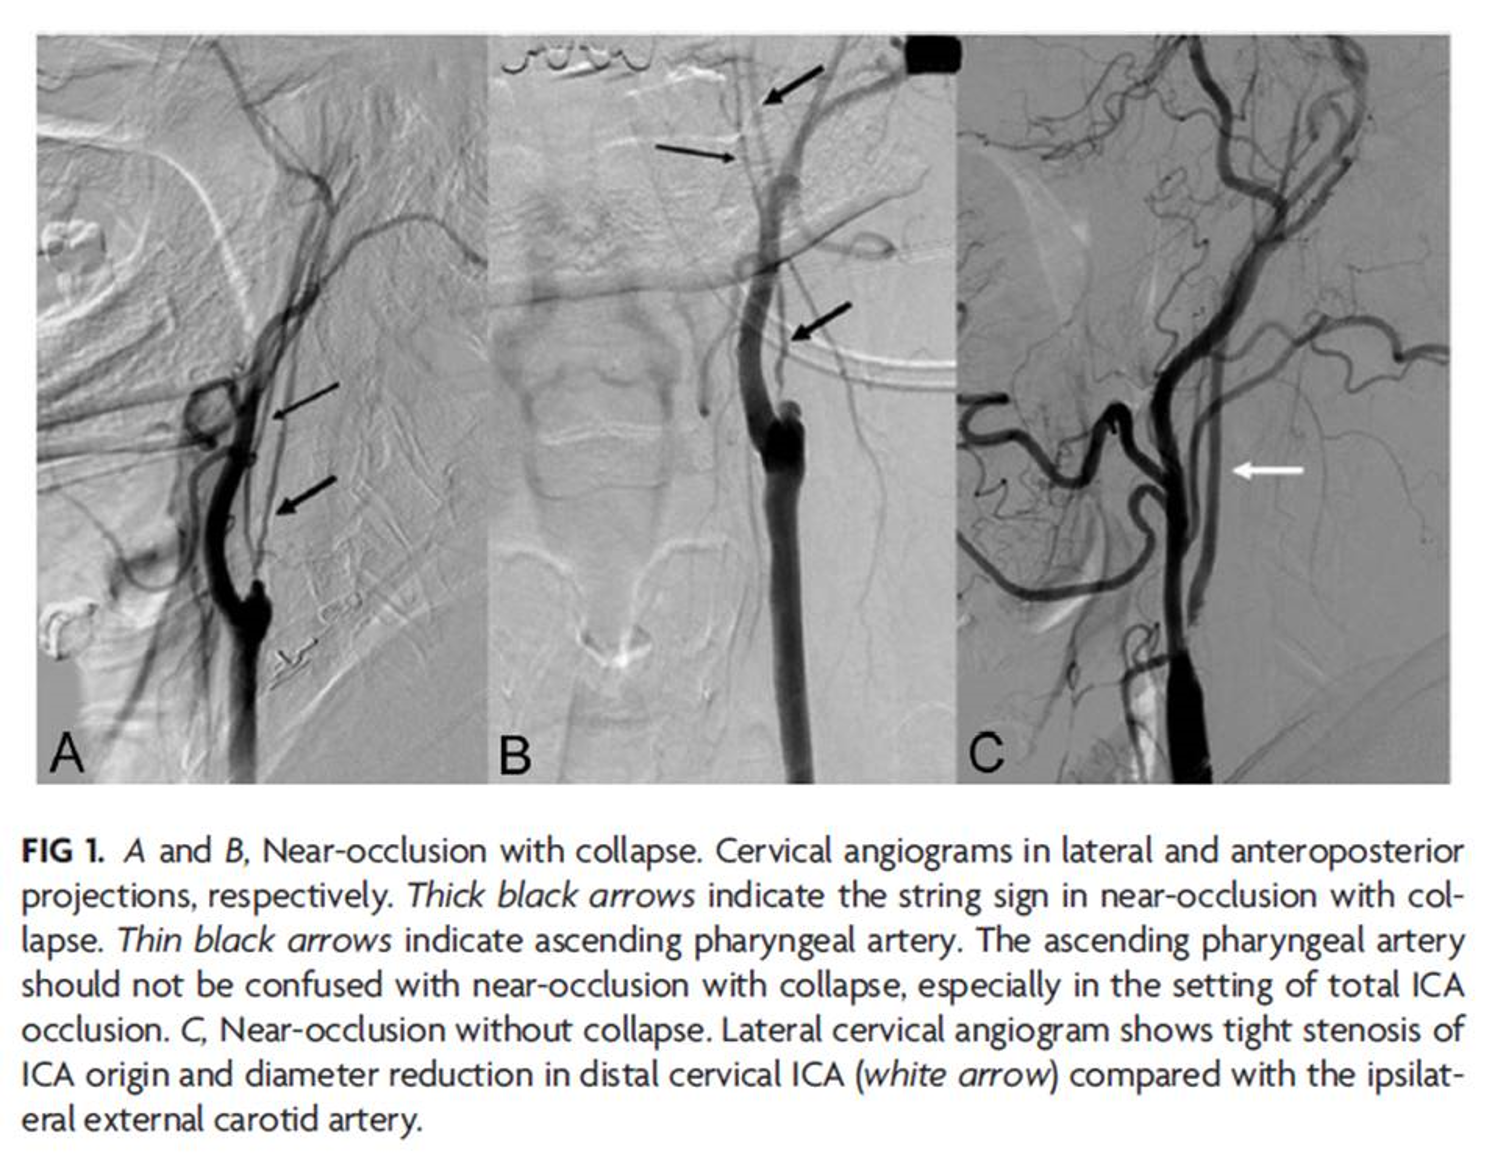 A
B
C
FIG 1. A and B, Near-occlusion with collapse. Cervical angiograms in lateral and anteroposterior
projections, respectively. Thick black arrows indicate the string sign in near-occlusion with col-
lapse. Thin black arrows indicate ascending pharyngeal artery. The ascending pharyngeal artery
should not be confused with near-occlusion with collapse, especially in the setting of total ICA
occlusion. C, Near-occlusion without collapse. Lateral cervical angiogram shows tight stenosis of
ICA origin and diameter reduction in distal cervical ICA (white arrow) compared with the ipsilat-
eral external carotid artery.